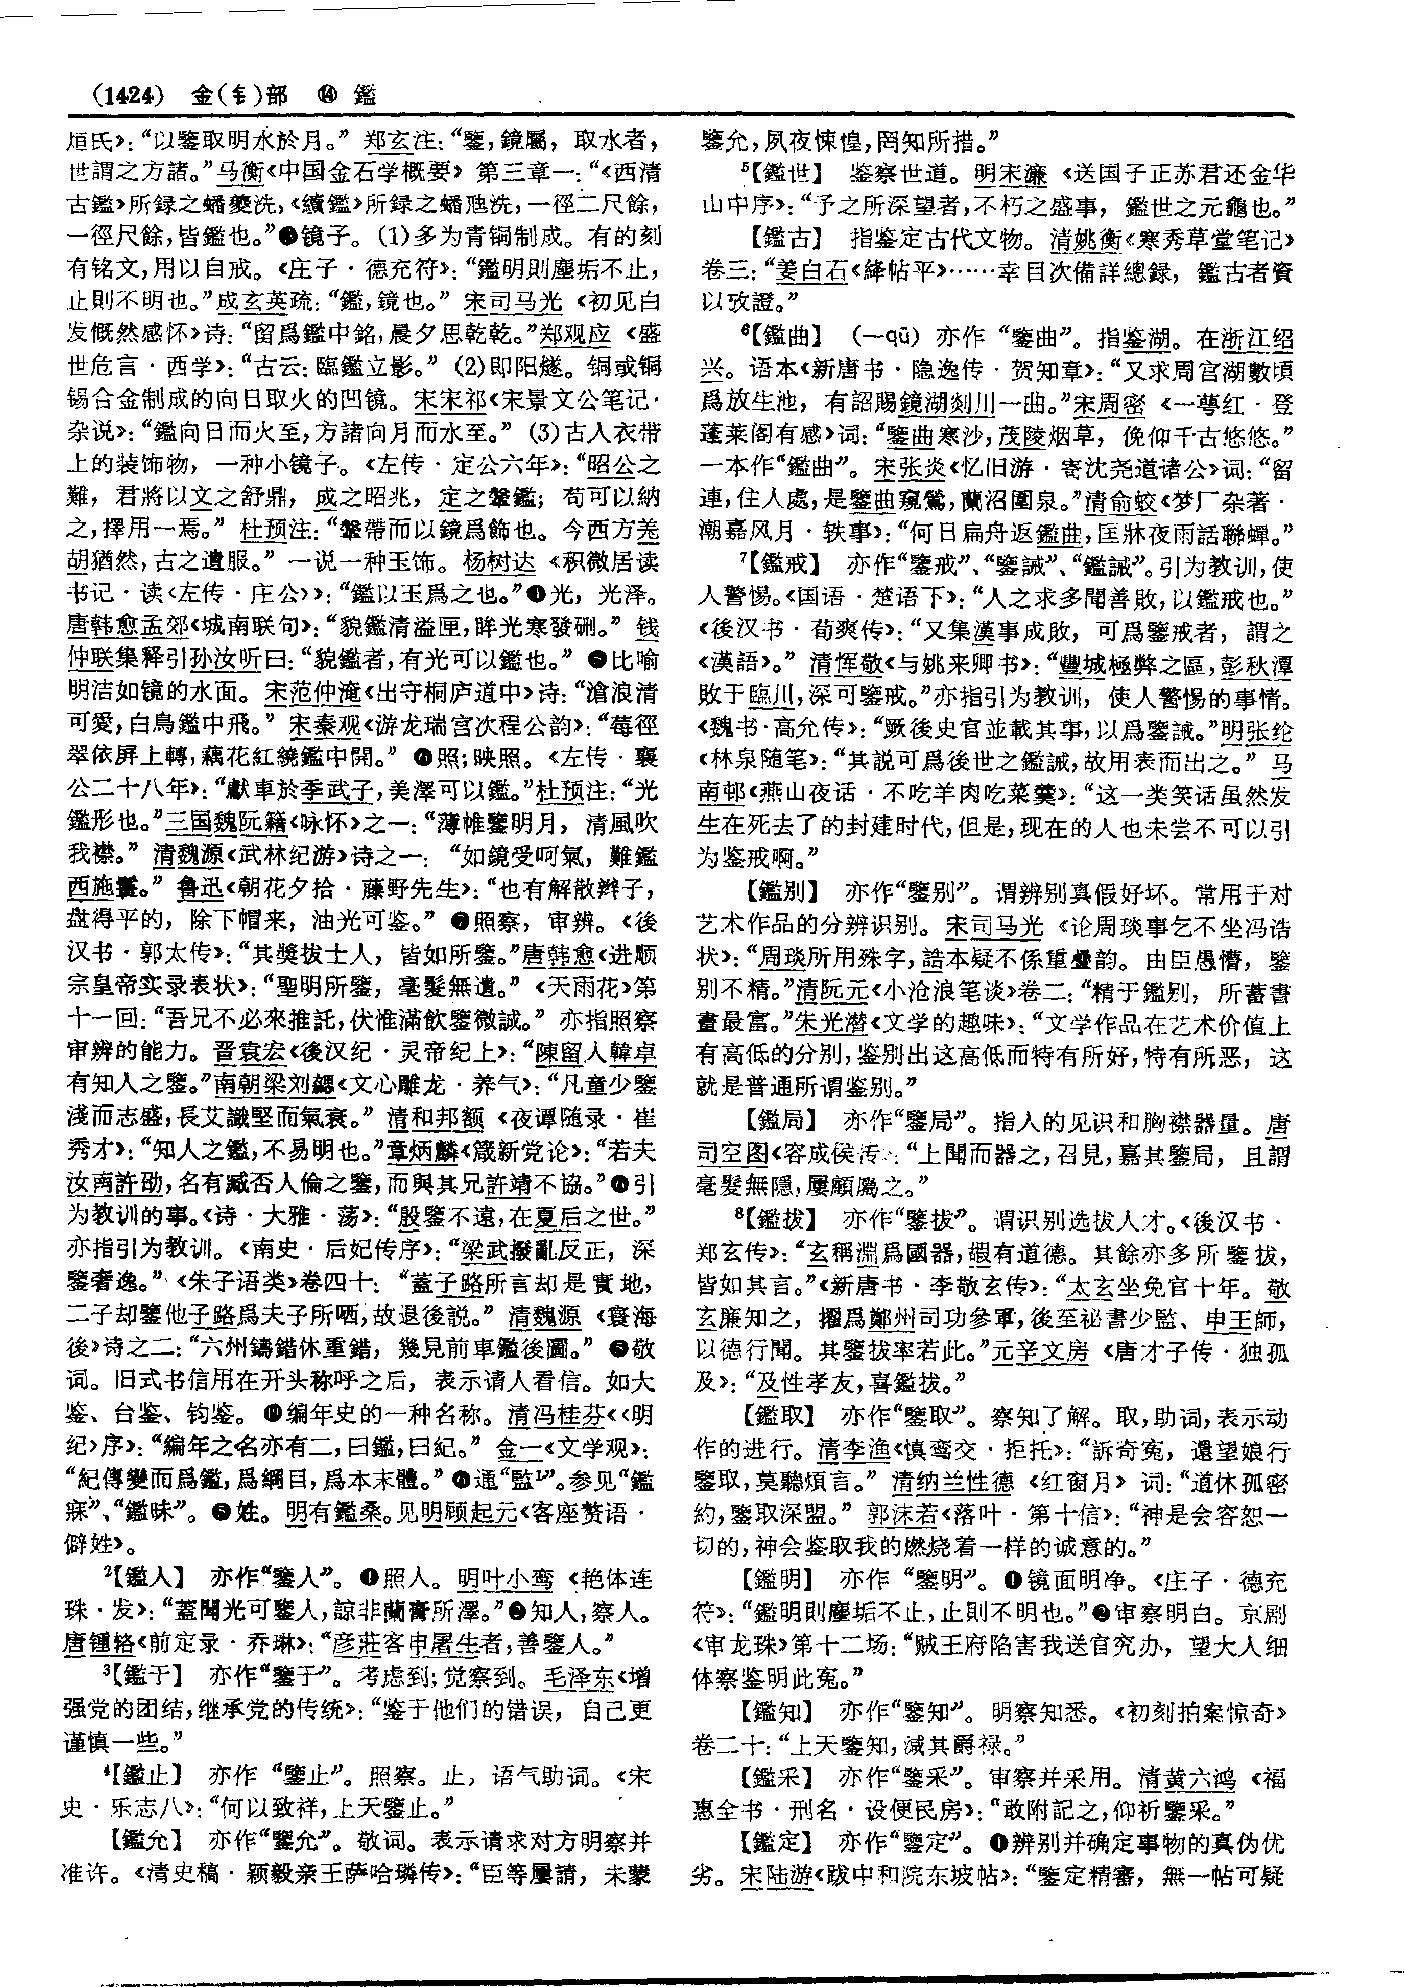 (1424) 金(钅)部 ⑭ 鑑
烜氏》：“以鑒取明水於月。” 郑玄注：“鑒，鏡屬，取水者，
世謂之方諸。”马衡《中国金石学概要》第三章一：“《西清
古鑑》所録之蟠夔洗，《續鑑》所録之蟠虺洗，一徑二尺餘，
一徑尺餘，皆鑑也。”❸镜子。(1)多为青铜制成。有的刻
有铭文，用以自戒。《庄子·德充符》：“鑑明則塵垢不止，
止則不明也。”成玄英疏：“鑑，鏡也。” 宋司马光《初见白
发慨然感怀》诗：“留爲鑑中銘，晨夕思乾乾。”郑观应《盛
世危言·西学》：“古云：臨鑑立影。” (2)即阳燧。铜或铜
锡合金制成的向日取火的凹镜。宋宋祁《宋景文公笔记·
杂说》：“鑑向日而火至，方諸向月而水至。” (3)古人衣带
上的装饰物，一种小镜子。《左传·定公六年》：“昭公之
難，君將以文之舒鼎，成之昭兆，定之鞶鑑；苟可以納
之，擇用一焉。” 杜预注：“鞶帶而以鏡爲飾也。今西方羌
胡猶然，古之遺服。” 一说一种玉饰。杨树达《积微居读
书记·读〈左传·庄公〉》：“鑑以玉爲之也。”❹光，光泽。
唐韩愈孟郊《城南联句》：“貌鑑清溢匣，眸光寒發硎。” 钱
仲联集释引孙汝听曰：“貌鑑者，有光可以鑑也。” ❺比喻
明洁如镜的水面。宋范仲淹《出守桐庐道中》诗：“滄浪清
可愛，白鳥鑑中飛。” 宋秦观《游龙瑞宫次程公韵》：“莓徑
翠依屏上轉，藕花紅繞鑑中開。” ❻照；映照。《左传·襄
公二十八年》：“獻車於季武子，美澤可以鑑。”杜预注：“光
鑑形也。”三国魏阮籍《咏怀》之一：“薄帷鑒明月，清風吹
我襟。” 清魏源《武林纪游》诗之一：“如鏡受呵氣，難鑑
西施鬟。” 鲁迅《朝花夕拾·藤野先生》：“也有解散辫子，
盘得平的，除下帽来，油光可鉴。” ❼照察，审辨。《後
汉书·郭太传》：“其獎拔士人，皆如所鑒。”唐韩愈《进顺
宗皇帝实录表状》：“聖明所鑒，毫髮無遺。”《天雨花》第
十一回：“吾兄不必來推託，伏惟滿飲鑒微誠。” 亦指照察
审辨的能力。晋袁宏《後汉纪·灵帝纪上》：“陳留人韓卓
有知人之鑒。”南朝梁刘勰《文心雕龙·养气》：“凡童少鑒
淺而志盛，長艾識堅而氣衰。” 清和邦额《夜谭随录·崔
秀才》：“知人之鑑，不易明也。”章炳麟《箴新党论》：“若夫
汝南許劭，名有臧否人倫之鑒，而與其兄許靖不協。”❽引
为教训的事。《诗·大雅·荡》：“殷鑒不遠，在夏后之世。”
亦指引为教训。《南史·后妃传序》：“梁武撥亂反正，深
鑒奢逸。”《朱子语类》卷四十：“蓋子路所言却是實地，
二子却鑒他子路爲夫子所哂，故退後説。” 清魏源《寰海
後》诗之二：“六州鑄錯休重錯，幾見前車鑑後圖。” ❾敬
词。旧式书信用在开头称呼之后，表示请人看信。如大
鉴、台鉴、钧鉴。❿编年史的一种名称。清冯桂芬《〈明
纪〉序》：“編年之名亦有二，曰鑑，曰紀。” 金一《文学观》：
“紀傳變而爲鑑，爲綱目，爲本末體。” ⓫通“監¹”。参见“鑑
寐”、“鑑昧”。⓬姓。明有鑑桑。见明顾起元《客座赘语·
僻姓》。
²【鑑人】 亦作“鑒人”。❶照人。明叶小鸾《艳体连
珠·发》：“蓋聞光可鑒人，諒非蘭膏所澤。”❷知人，察人。
唐锺辂《前定录·乔琳》：“彦莊客申屠生者，善鑒人。”
³【鑑于】 亦作“鑒于”。考虑到；觉察到。毛泽东《增
强党的团结，继承党的传统》：“鉴于他们的错误，自己更
谨慎一些。”
⁴【鑑止】 亦作“鑒止”。照察。止，语气助词。《宋
史·乐志八》：“何以致祥，上天鑒止。”
【鑑允】 亦作“鑒允”。敬词。表示请求对方明察并
准许。《清史稿·颖毅亲王萨哈璘传》：“臣等屢請，未蒙
鑒允，夙夜悚惶，罔知所措。”
⁵【鑑世】 鉴察世道。明宋濂《送国子正苏君还金华
山中序》：“予之所深望者，不朽之盛事，鑑世之元龜也。”
【鑑古】 指鉴定古代文物。清姚衡《寒秀草堂笔记》
卷三：“姜白石《絳帖平》……幸目次備詳總録，鑑古者資
以攷證。”
⁶【鑑曲】 （一qū）亦作“鑒曲”。指鉴湖。在浙江绍
兴。语本《新唐书·隐逸传·贺知章》：“又求周宫湖數頃
爲放生池，有詔賜鏡湖剡川一曲。”宋周密《一萼红·登
蓬莱阁有感》词：“鑒曲寒沙，茂陵烟草，俛仰千古悠悠。”
一本作“鑑曲”。宋张炎《忆旧游·寄沈尧道诸公》词：“留
連，住人處，是鑒曲窺鶯，蘭沼圍泉。”清俞蛟《梦厂杂著·
潮嘉风月·轶事》：“何日扁舟返鑑曲，匡牀夜雨話聯蟬。”
⁷【鑑戒】 亦作“鑒戒”、“鑒誡”、“鑑誡”。引为教训，使
人警惕。《国语·楚语下》：“人之求多聞善敗，以鑑戒也。”
《後汉书·荀爽传》：“又集漢事成敗，可爲鑒戒者，謂之
《漢語》。” 清恽敬《与姚来卿书》：“豐城極弊之區，彭秋潭
敗于臨川，深可鑒戒。”亦指引为教训，使人警惕的事情。
《魏书·高允传》：“厥後史官並載其事，以爲鑒誡。”明张纶
《林泉随笔》：“其説可爲後世之鑑誡，故用表而出之。” 马
南邨《燕山夜话·不吃羊肉吃菜羹》：“这一类笑话虽然发
生在死去了的封建时代，但是，现在的人也未尝不可以引
为鉴戒啊。”
【鑑别】 亦作“鑒别”。谓辨别真假好坏。常用于对
艺术作品的分辨识别。宋司马光《论周琰事乞不坐冯浩
状》：“周琰所用殊字，誥本疑不係重疊韵。由臣愚懵，鑒
别不精。”清阮元《小沧浪笔谈》卷二：“精于鑑别，所蓄書
畫最富。”朱光潜《文学的趣味》：“文学作品在艺术价值上
有高低的分别，鉴别出这高低而特有所好，特有所恶，这
就是普通所谓鉴别。”
【鑑局】 亦作“鑒局”。指人的见识和胸襟器量。唐
司空图《容成侯传》：“上聞而器之，召見，嘉其鑒局，且謂
毫髮無隱，屢顧屬之。”
⁸【鑑拔】 亦作“鑒拔”。谓识别选拔人才。《後汉书·
郑玄传》：“玄稱淵爲國器，嘏有道德。其餘亦多所鑒拔，
皆如其言。”《新唐书·李敬玄传》：“太玄坐免官十年。敬
玄廉知之，擢爲鄭州司功參軍，後至祕書少監、申王師，
以德行聞。其鑒拔率若此。”元辛文房《唐才子传·独孤
及》：“及性孝友，喜鑑拔。”
【鑑取】 亦作“鑒取”。察知了解。取，助词，表示动
作的进行。清李渔《慎鸾交·拒托》：“訴奇冤，還望娘行
鑒取，莫聽煩言。” 清纳兰性德《红窗月》词：“道休孤密
約，鑒取深盟。” 郭沫若《落叶·第十信》：“神是会容恕一
切的，神会鉴取我的燃烧着一样的诚意的。”
【鑑明】 亦作“鑒明”。❶镜面明净。《庄子·德充
符》：“鑑明則塵垢不止，止則不明也。”❷审察明白。京剧
《审龙珠》第十二场：“贼王府陷害我送官究办，望大人细
体察鉴明此冤。”
【鑑知】 亦作“鑒知”。明察知悉。《初刻拍案惊奇》
卷二十：“上天鑒知，減其爵禄。”
【鑑采】 亦作“鑒采”。审察并采用。清黄六鸿《福
惠全书·刑名·设便民房》：“敢附記之，仰祈鑒采。”
【鑑定】 亦作“鑒定”。❶辨别并确定事物的真伪优
劣。宋陆游《跋中和院东坡帖》：“鑒定精審，無一帖可疑